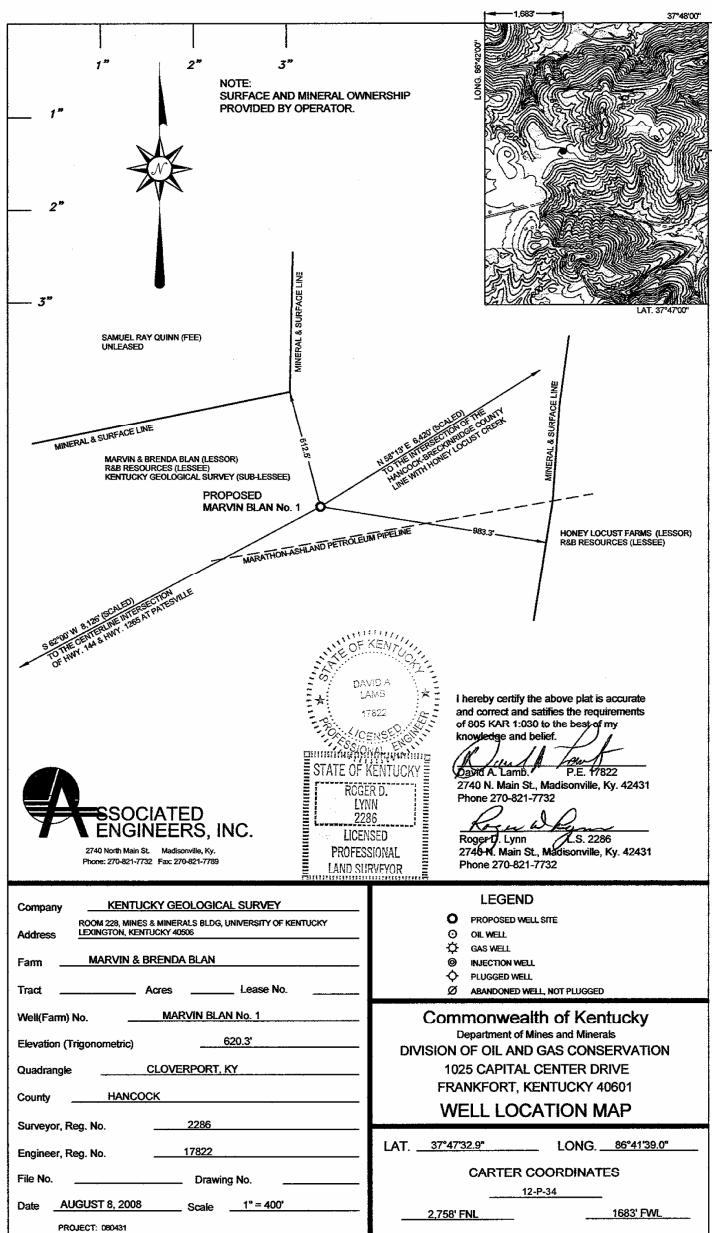 1,683'
37°48'00"
1"
2"
3"
NOTE:
SURFACE AND MINERAL OWNERSHIP
PROVIDED BY OPERATOR.
LONG. 86°42'00"
1"
N
2"
3"
LAT. 37°47'00"
SAMUEL RAY QUINN (FEE)
UNLEASED
MINERAL & SURFACE LINE
MINERAL & SURFACE LINE
MINERAL & SURFACE LINE
612.5'
N 58°13' E 6,420' (SCALED)
TO THE INTERSECTION OF THE
HANCOCK-BRECKINRIDGE COUNTY
LINE WITH HONEY LOCUST CREEK
MARVIN & BRENDA BLAN (LESSOR)
R&B RESOURCES (LESSEE)
KENTUCKY GEOLOGICAL SURVEY (SUB-LESSEE)
PROPOSED
MARVIN BLAN No. 1
983.3'
HONEY LOCUST FARMS (LESSOR)
R&B RESOURCES (LESSEE)
MARATHON-ASHLAND PETROLEUM PIPELINE
S 62°00' W 8,126' (SCALED)
TO THE CENTERLINE INTERSECTION
OF HWY. 144 & HWY. 1265 AT PATESVILLE
STATE OF KENTUCKY
DAVID A
LAMB
17822
LICENSED
PROFESSIONAL ENGINEER
STATE OF KENTUCKY
ROGER D.
LYNN
2286
LICENSED
PROFESSIONAL
LAND SURVEYOR
I hereby certify the above plat is accurate
and correct and satifies the requirements
of 805 KAR 1:030 to the best of my
knowledge and belief.
David A. Lamb. P.E. 17822
2740 N. Main St., Madisonville, Ky. 42431
Phone 270-821-7732
Roger D. Lynn L.S. 2286
2740 N. Main St., Madisonville, Ky. 42431
Phone 270-821-7732
ASSOCIATED
ENGINEERS, INC.
2740 North Main St. Madisonville, Ky.
Phone: 270-821-7732 Fax: 270-821-7789
Company KENTUCKY GEOLOGICAL SURVEY
Address ROOM 228, MINES & MINERALS BLDG, UNIVERSITY OF KENTUCKY
LEXINGTON, KENTUCKY 40506
Farm MARVIN & BRENDA BLAN
Tract Acres Lease No.
Well(Farm) No. MARVIN BLAN No. 1
Elevation (Trigonometric) 620.3'
Quadrangle CLOVERPORT, KY
County HANCOCK
Surveyor, Reg. No. 2286
Engineer, Reg. No. 17822
File No. Drawing No.
Date AUGUST 8, 2008 Scale 1" = 400'
PROJECT: 080431
LEGEND
PROPOSED WELL SITE
OIL WELL
GAS WELL
INJECTION WELL
PLUGGED WELL
ABANDONED WELL, NOT PLUGGED
Commonwealth of Kentucky
Department of Mines and Minerals
DIVISION OF OIL AND GAS CONSERVATION
1025 CAPITAL CENTER DRIVE
FRANKFORT, KENTUCKY 40601
WELL LOCATION MAP
LAT. 37°47'32.9" LONG. 86°41'39.0"
CARTER COORDINATES
12-P-34
2,758' FNL 1683' FWL